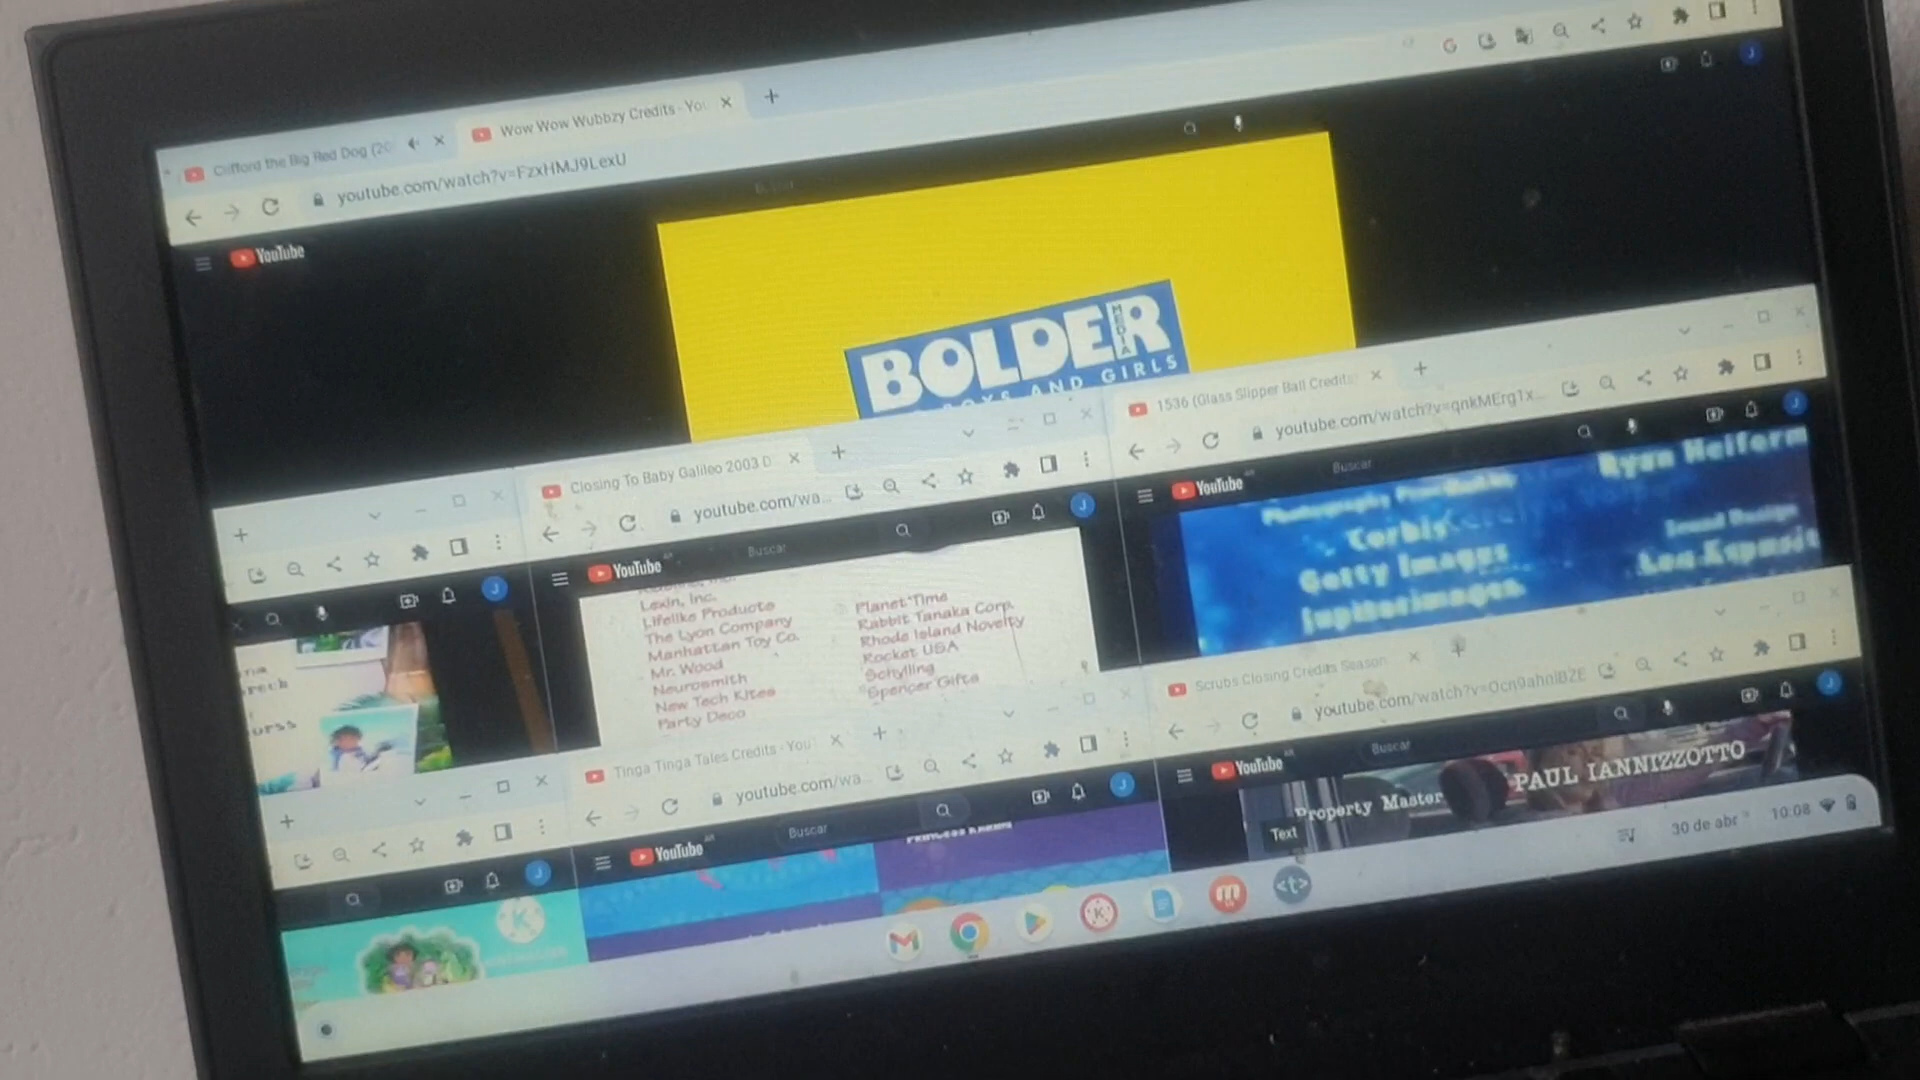 Clifford the Big Red Dog (20
Wow Wow Wubbzy Credits - You
youtube.com/watch?v=FzxHMJ9LexU
YouTube
BOLDER
MEDIA
BOYS AND GIRLS
1536 (Glass Slipper Ball Credits
youtube.com/watch?v=qnkMErg1x...
YouTube
Buscar
Ryan Heiferm
Corbis
Getty Images
Jupiterimages
Sound Design
Closing To Baby Galileo 2003 D
youtube.com/wa...
YouTube
Buscar
Lexin, Inc.
Lifelike Products
The Lyon Company
Manhattan Toy Co.
Mr. Wood
Neurosmith
New Tech Kites
Party Deco
Planet Time
Rabbit Tanaka Corp.
Rhode Island Novelty
Rocket USA
Schylling
Spencer Gifts
Scrubs Closing Credits Season
youtube.com/watch?v=Ocn9ahoIBZE
YouTube
Buscar
Property Master
PAUL IANNIZZOTTO
Text
Tinga Tinga Tales Credits - You
youtube.com/wa...
YouTube
Buscar
30 de abr
10:08